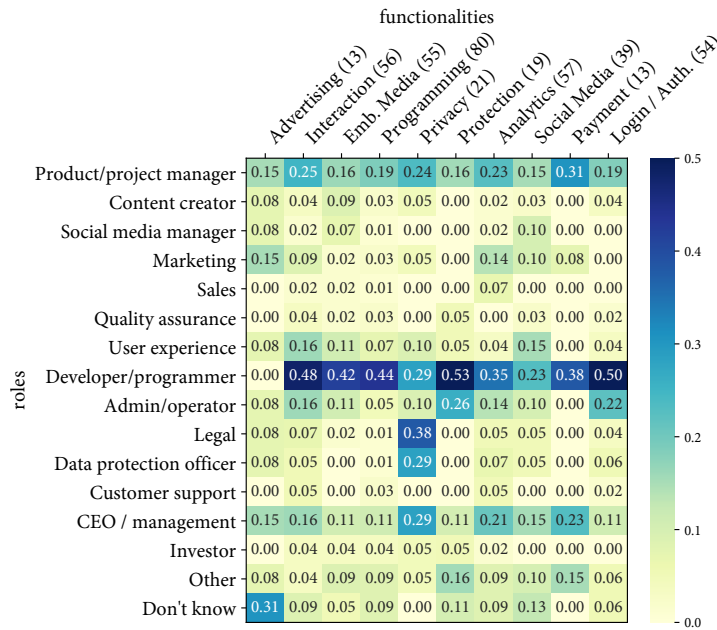 functionalities
Advertising (13)
Interaction (56)
Emb. Media (55)
Programming (80)
Privacy (21)
Protection (19)
Analytics (57)
Social Media (39)
Payment (13)
Login / Auth. (54)
roles
Product/project manager 0.15 0.25 0.16 0.19 0.24 0.16 0.23 0.15 0.31 0.19
Content creator 0.08 0.04 0.09 0.03 0.05 0.00 0.02 0.03 0.00 0.04
Social media manager 0.08 0.02 0.07 0.01 0.00 0.00 0.02 0.10 0.00 0.00
Marketing 0.15 0.09 0.02 0.03 0.05 0.00 0.14 0.10 0.08 0.00
Sales 0.00 0.02 0.02 0.01 0.00 0.00 0.07 0.00 0.00 0.00
Quality assurance 0.00 0.04 0.02 0.03 0.00 0.05 0.00 0.03 0.00 0.02
User experience 0.08 0.16 0.11 0.07 0.10 0.05 0.04 0.15 0.00 0.04
Developer/programmer 0.00 0.48 0.42 0.44 0.29 0.53 0.35 0.23 0.38 0.50
Admin/operator 0.08 0.16 0.11 0.05 0.10 0.26 0.14 0.10 0.00 0.22
Legal 0.08 0.07 0.02 0.01 0.38 0.00 0.05 0.05 0.00 0.04
Data protection officer 0.08 0.05 0.00 0.01 0.29 0.00 0.07 0.05 0.00 0.06
Customer support 0.00 0.05 0.00 0.03 0.00 0.00 0.05 0.00 0.00 0.02
CEO / management 0.15 0.16 0.11 0.11 0.29 0.11 0.21 0.15 0.23 0.11
Investor 0.00 0.04 0.04 0.04 0.05 0.05 0.02 0.00 0.00 0.00
Other 0.08 0.04 0.09 0.09 0.05 0.16 0.09 0.10 0.15 0.06
Don't know 0.31 0.09 0.05 0.09 0.00 0.11 0.09 0.13 0.00 0.06
0.5
0.4
0.3
0.2
0.1
0.0